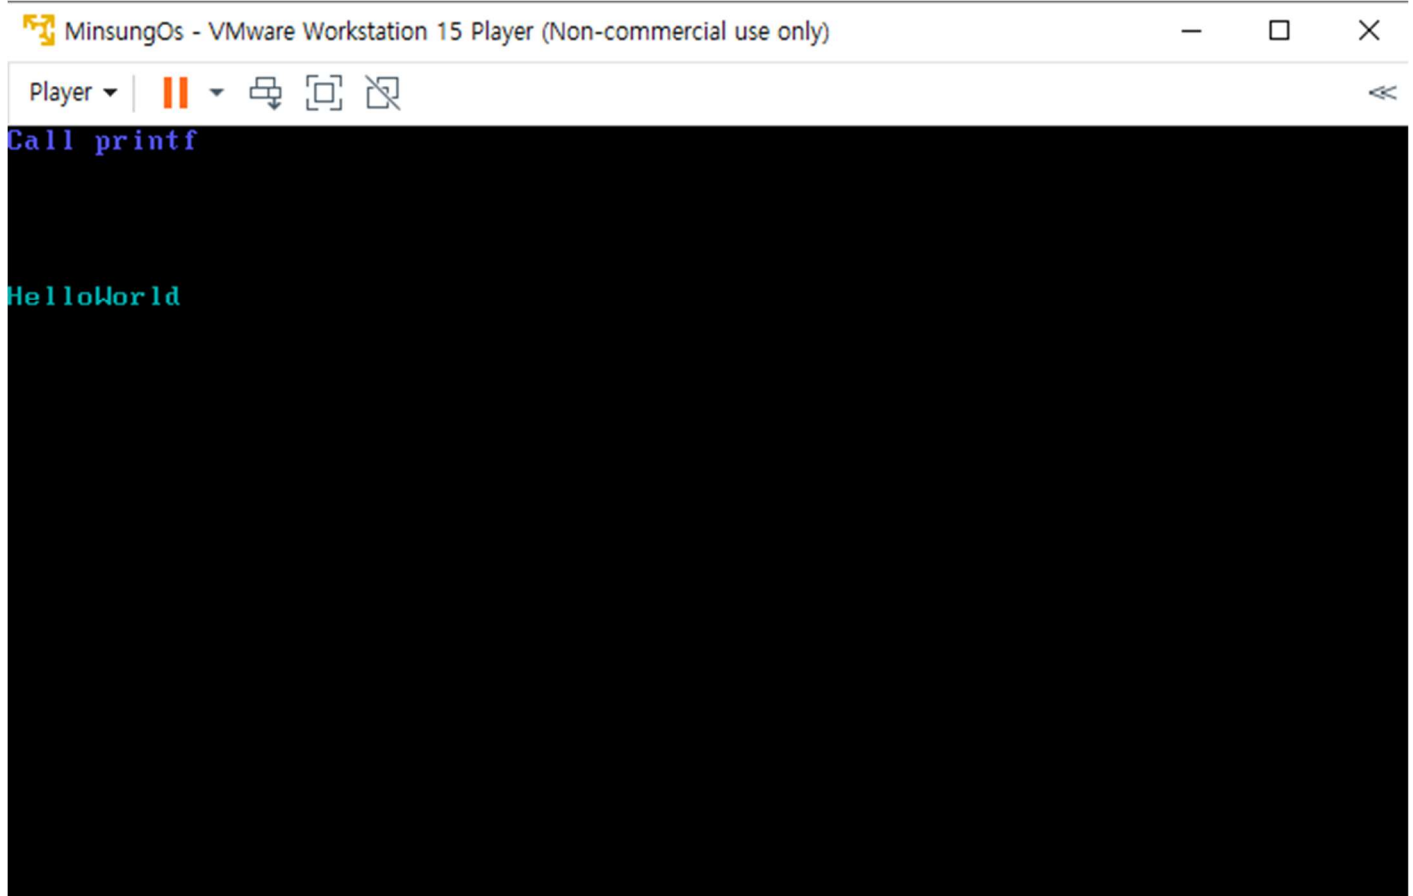 MinsungOs - VMware Workstation 15 Player (Non-commercial use only)
Player
Call printf
HelloWorld